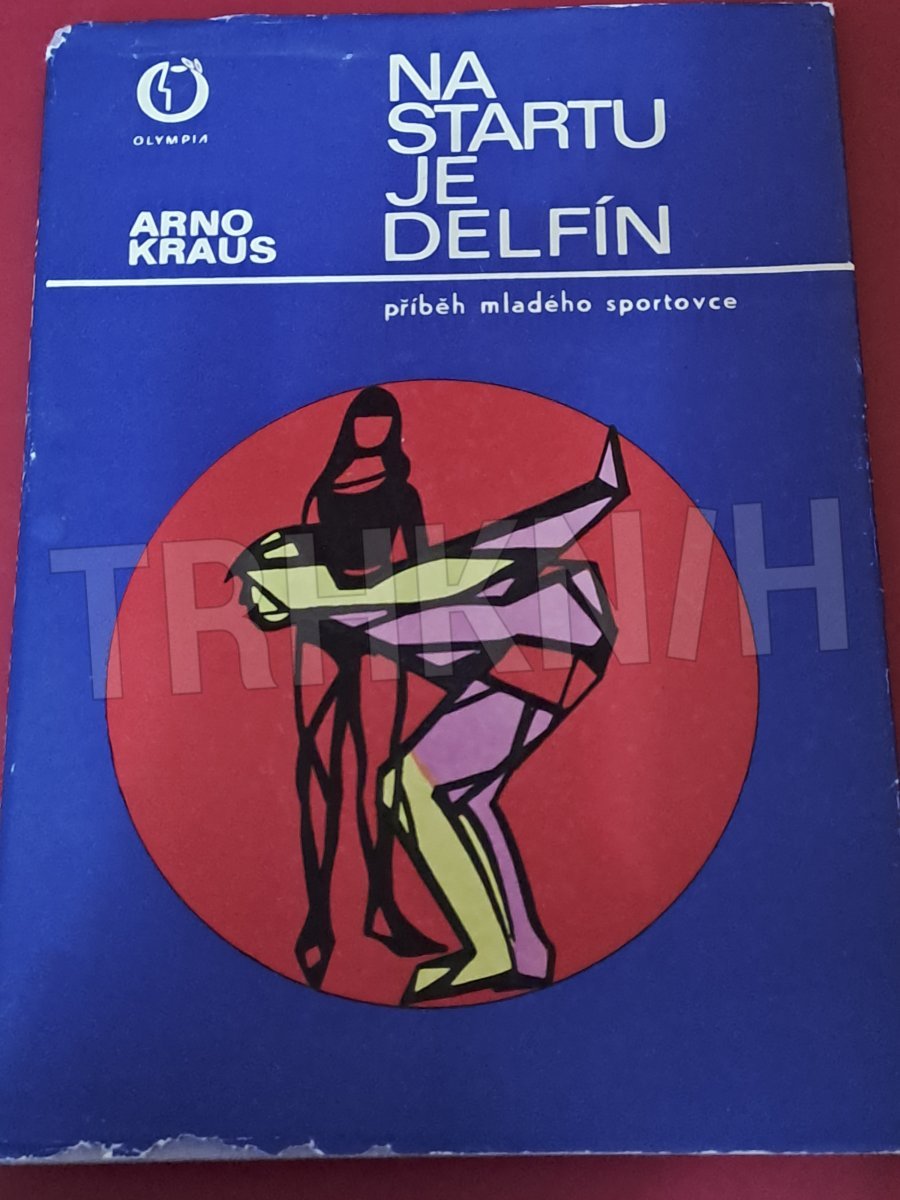 NA
STARTU
JE
DELFÍN
OLYMPIA
ARNO
KRAUS
příběh mladého sportovce
TRHKNIH